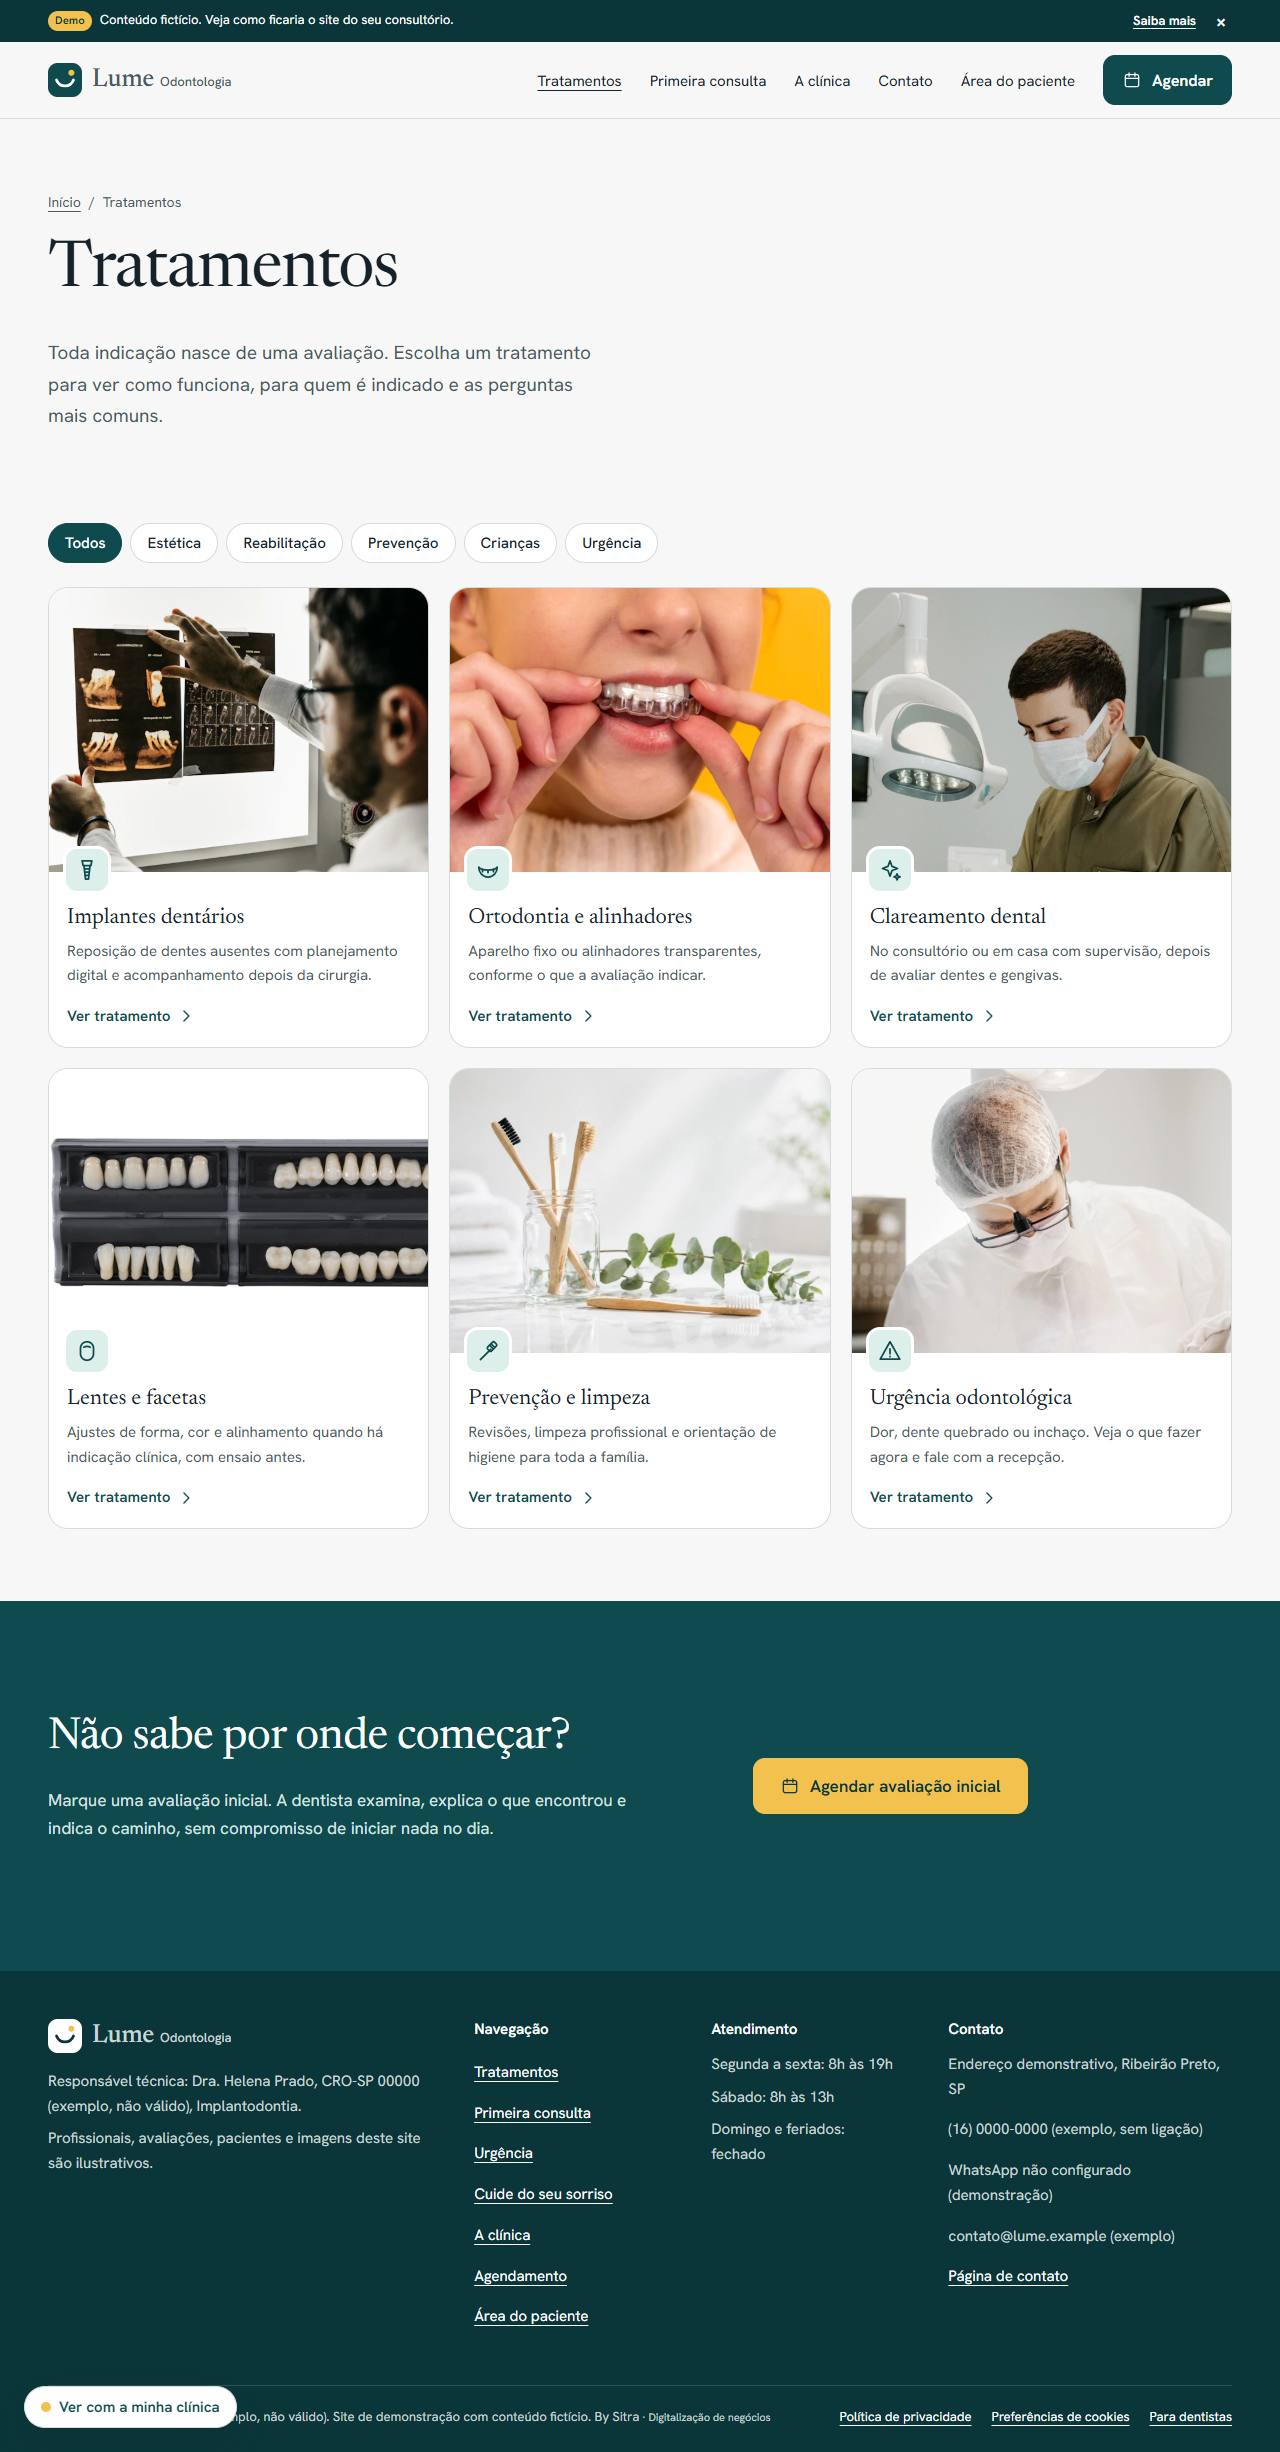 Demo Conteúdo fictício. Veja como ficaria o site do seu consultório.
Saiba mais ×
Lume Odontologia
Tratamentos Primeira consulta A clínica Contato Área do paciente Agendar
Início / Tratamentos
Tratamentos
Toda indicação nasce de uma avaliação. Escolha um tratamento
para ver como funciona, para quem é indicado e as perguntas
mais comuns.
Todos Estética Reabilitação Prevenção Crianças Urgência
Implantes dentários
Reposição de dentes ausentes com planejamento
digital e acompanhamento depois da cirurgia.
Ver tratamento
Ortodontia e alinhadores
Aparelho fixo ou alinhadores transparentes,
conforme o que a avaliação indicar.
Ver tratamento
Clareamento dental
No consultório ou em casa com supervisão, depois
de avaliar dentes e gengivas.
Ver tratamento
Lentes e facetas
Ajustes de forma, cor e alinhamento quando há
indicação clínica, com ensaio antes.
Ver tratamento
Prevenção e limpeza
Revisões, limpeza profissional e orientação de
higiene para toda a família.
Ver tratamento
Urgência odontológica
Dor, dente quebrado ou inchaço. Veja o que fazer
agora e fale com a recepção.
Ver tratamento
Não sabe por onde começar?
Marque uma avaliação inicial. A dentista examina, explica o que encontrou e
indica o caminho, sem compromisso de iniciar nada no dia.
Agendar avaliação inicial
Lume Odontologia
Responsável técnica: Dra. Helena Prado, CRO-SP 00000
(exemplo, não válido), Implantodontia.
Profissionais, avaliações, pacientes e imagens deste site
são ilustrativos.
Navegação
Tratamentos
Primeira consulta
Urgência
Cuide do seu sorriso
A clínica
Agendamento
Área do paciente
Atendimento
Segunda a sexta: 8h às 19h
Sábado: 8h às 13h
Domingo e feriados:
fechado
Contato
Endereço demonstrativo, Ribeirão Preto,
SP
(16) 0000-0000 (exemplo, sem ligação)
WhatsApp não configurado
(demonstração)
contato@lume.example (exemplo)
Página de contato
Ver com a minha clínica
não válido). Site de demonstração com conteúdo fictício. By Sitra · Digitalização de negócios
Política de privacidade Preferências de cookies Para dentistas